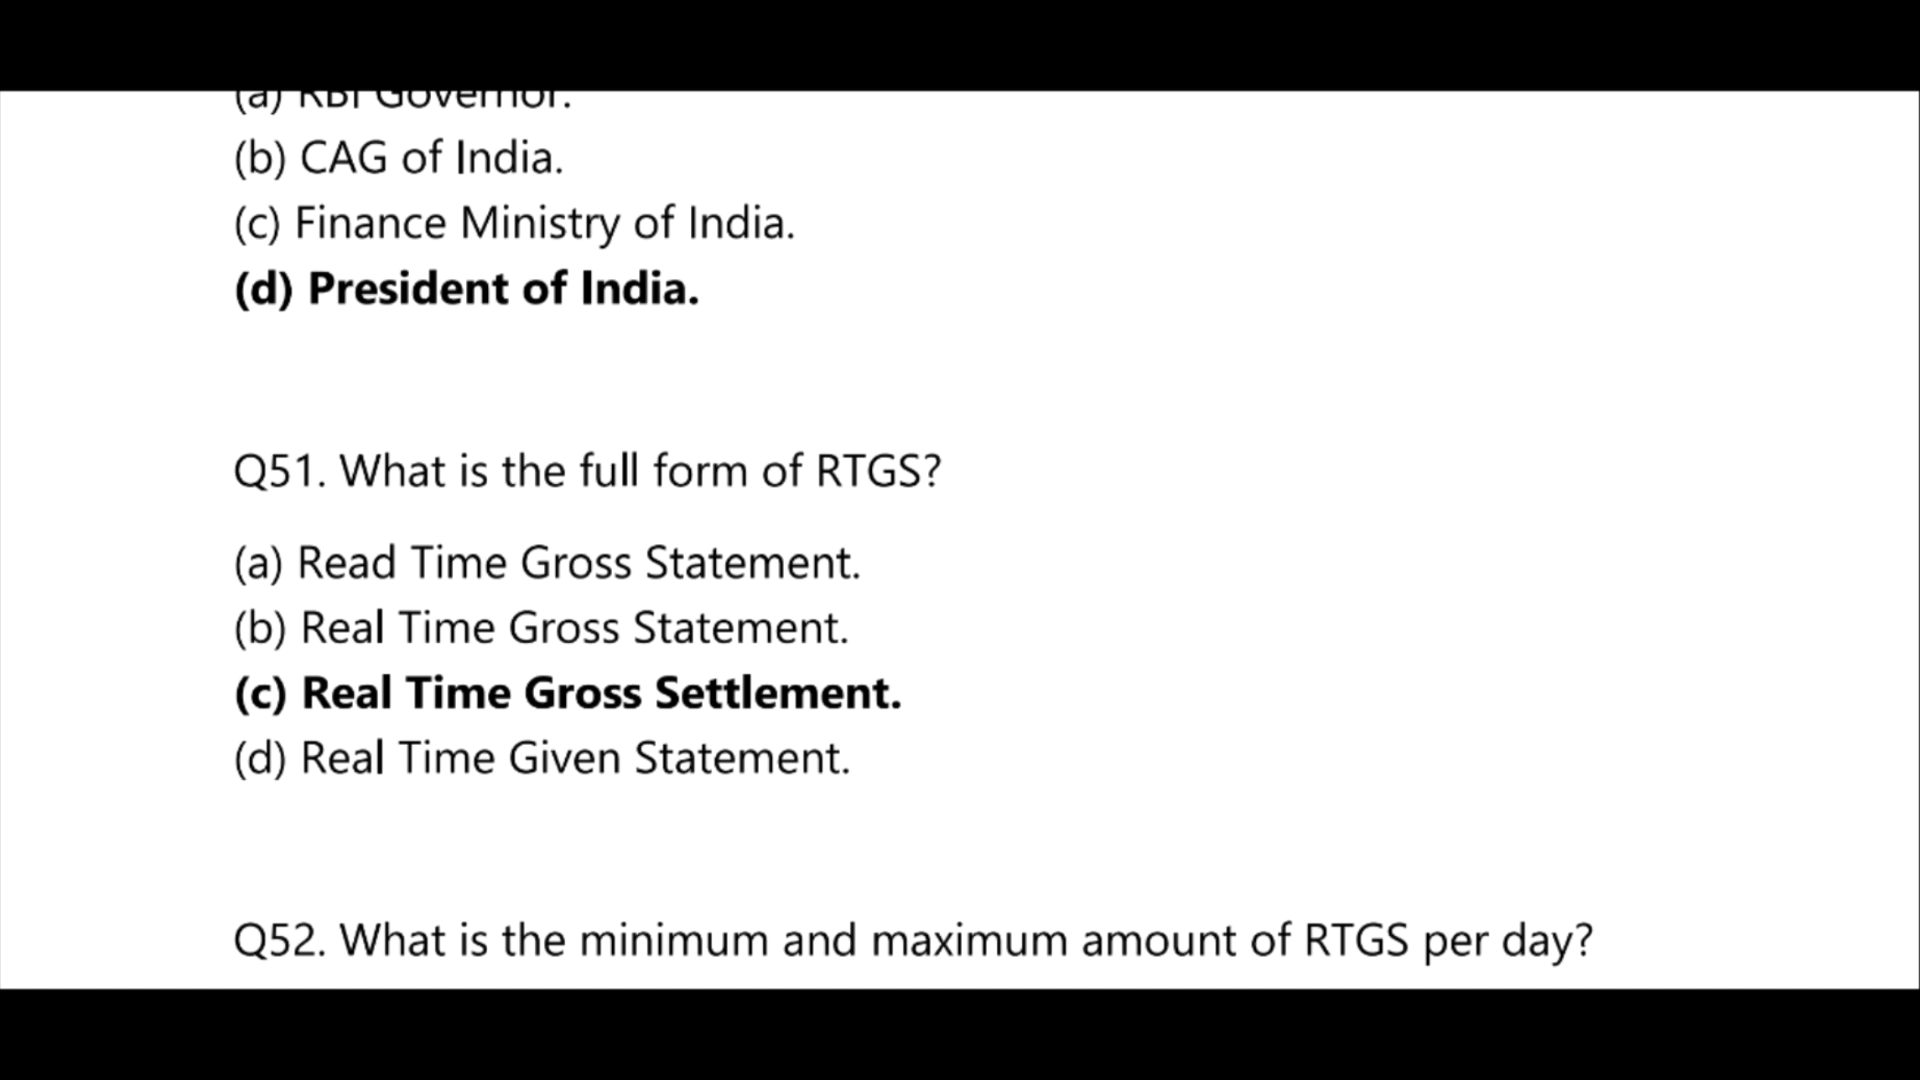 (a) RBI Governor.
(b) CAG of India.
(c) Finance Ministry of India.
(d) President of India.
Q51. What is the full form of RTGS?
(a) Read Time Gross Statement.
(b) Real Time Gross Statement.
(c) Real Time Gross Settlement.
(d) Real Time Given Statement.
Q52. What is the minimum and maximum amount of RTGS per day?